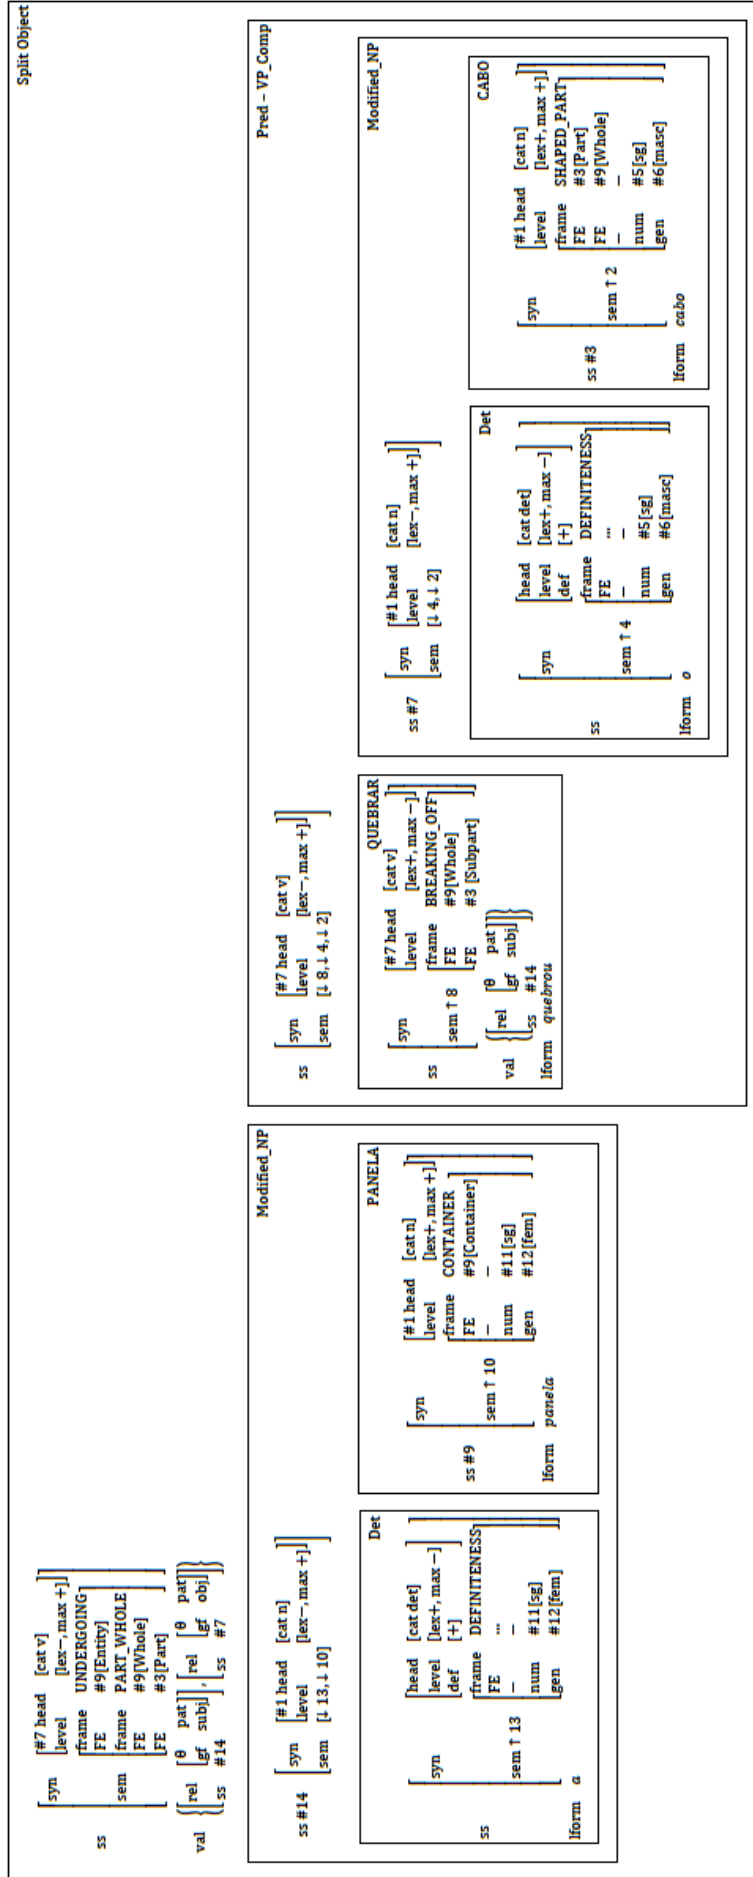 Split Object
ss [syn [#7 head [cat v]
level [lex−, max +]]
sem [frame UNDERGOING
FE #9[Entity]]
[frame PART_WHOLE
FE #9[Whole]
FE #3[Part]]]
val {[rel [θ pat]
[gf subj]], [rel [θ pat]
[gf obj]]}
ss #14 ss #7
Modified_NP
ss #14 [syn [#1 head [cat n]
level [lex−, max +]]
sem [↓ 13, ↓ 10]]
Det
ss [syn [head [cat det]
level [lex+, max −]
def [+]]
sem ↑ 13 [frame DEFINITENESS
FE ...
− −
num #11[sg]
gen #12[fem]]]
lform a
PANELA
ss #9 [syn [#1 head [cat n]
level [lex+, max +]]
sem ↑ 10 [frame CONTAINER
FE #9[Container]
− −
num #11[sg]
gen #12[fem]]]
lform panela
Pred – VP_Comp
ss [syn [#7 head [cat v]
level [lex−, max +]]
sem [↓ 8, ↓ 4, ↓ 2]]
QUEBRAR
ss [syn [#7 head [cat v]
level [lex+, max −]]
sem ↑ 8 [frame BREAKING_OFF
FE #9[Whole]
FE #3 [Subpart]]]
val {[rel [θ pat]
[gf subj]]}
ss #14
lform quebrou
Modified_NP
ss #7 [syn [#1 head [cat n]
level [lex−, max +]]
sem [↓ 4, ↓ 2]]
Det
ss [syn [head [cat det]
level [lex+, max −]
def [+]]
sem ↑ 4 [frame DEFINITENESS
FE ...
− −
num #5[sg]
gen #6[masc]]]
lform o
CABO
ss #3 [syn [#1 head [cat n]
level [lex+, max +]]
sem ↑ 2 [frame SHAPED_PART
FE #3[Part]
FE #9[Whole]
− −
num #5[sg]
gen #6[masc]]]
lform cabo